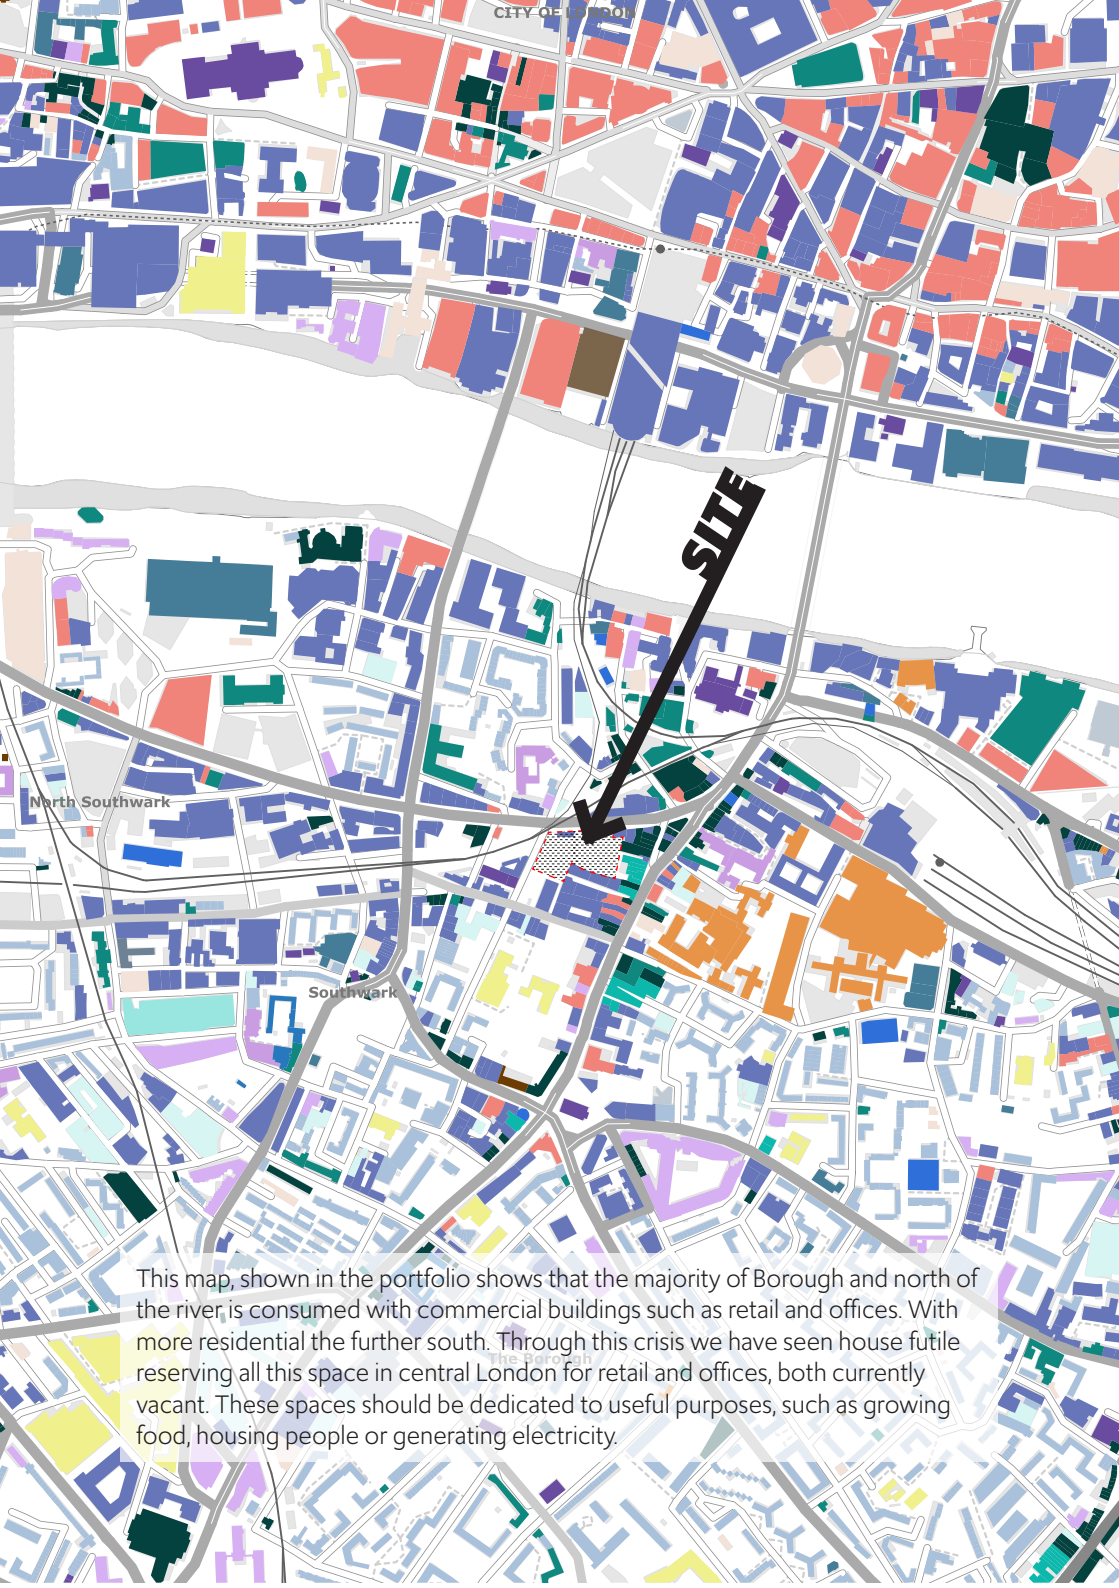 CITY OF LONDON
SITE
North Southwark
Southwark
This map, shown in the portfolio shows that the majority of Borough and north of
the river is consumed with commercial buildings such as retail and offices. With
more residential the further south. Through this crisis we have seen house futile
The Borough
reserving all this space in central London for retail and offices, both currently
vacant. These spaces should be dedicated to useful purposes, such as growing
food, housing people or generating electricity.